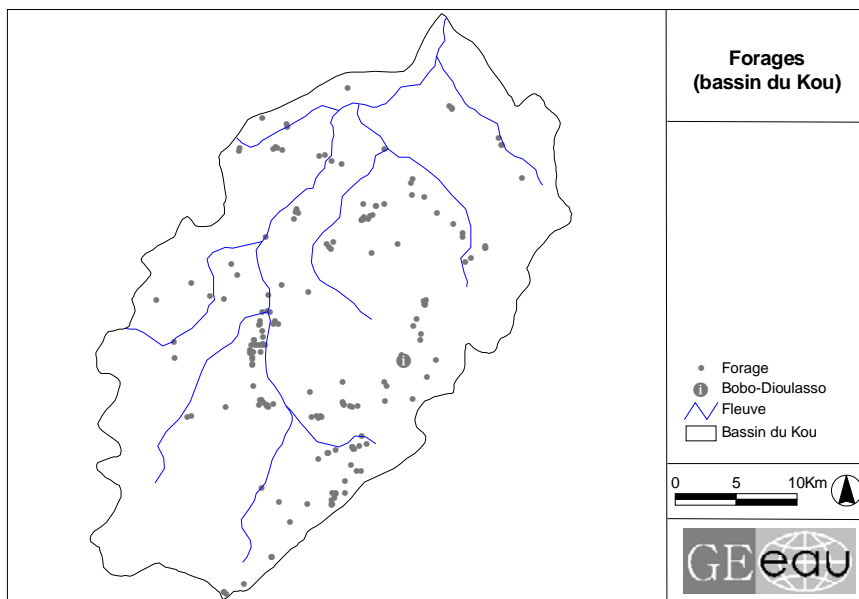 Forages
(bassin du Kou)
Forage
i Bobo-Dioulasso
Fleuve
Bassin du Kou
0 5 10Km
GEeau
i